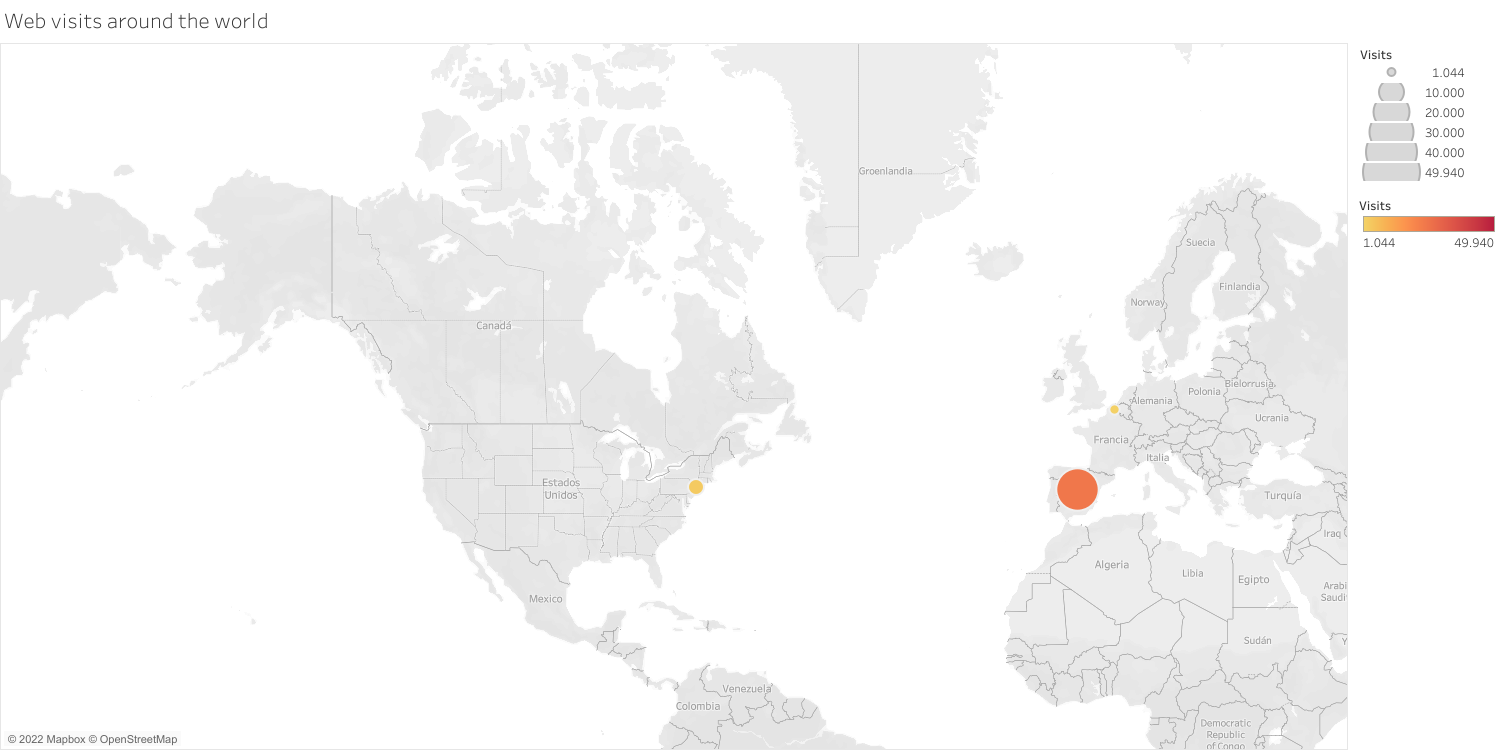 Web visits around the world
Visits
1.044
10.000
20.000
30.000
40.000
49.940
Visits
1.044 49.940
Groenlandia
Suecia
Finlandia
Norway
Canadá
Bielorrusia
Polonia
Alemania
Ucrania
Francia
Italia
Estados
Unidos
Turquía
Iraq
Algeria
Libia
Egipto
Mexico
Sudán
Venezuela
Colombia
Democratic
Republic
of Congo
© 2022 Mapbox © OpenStreetMap